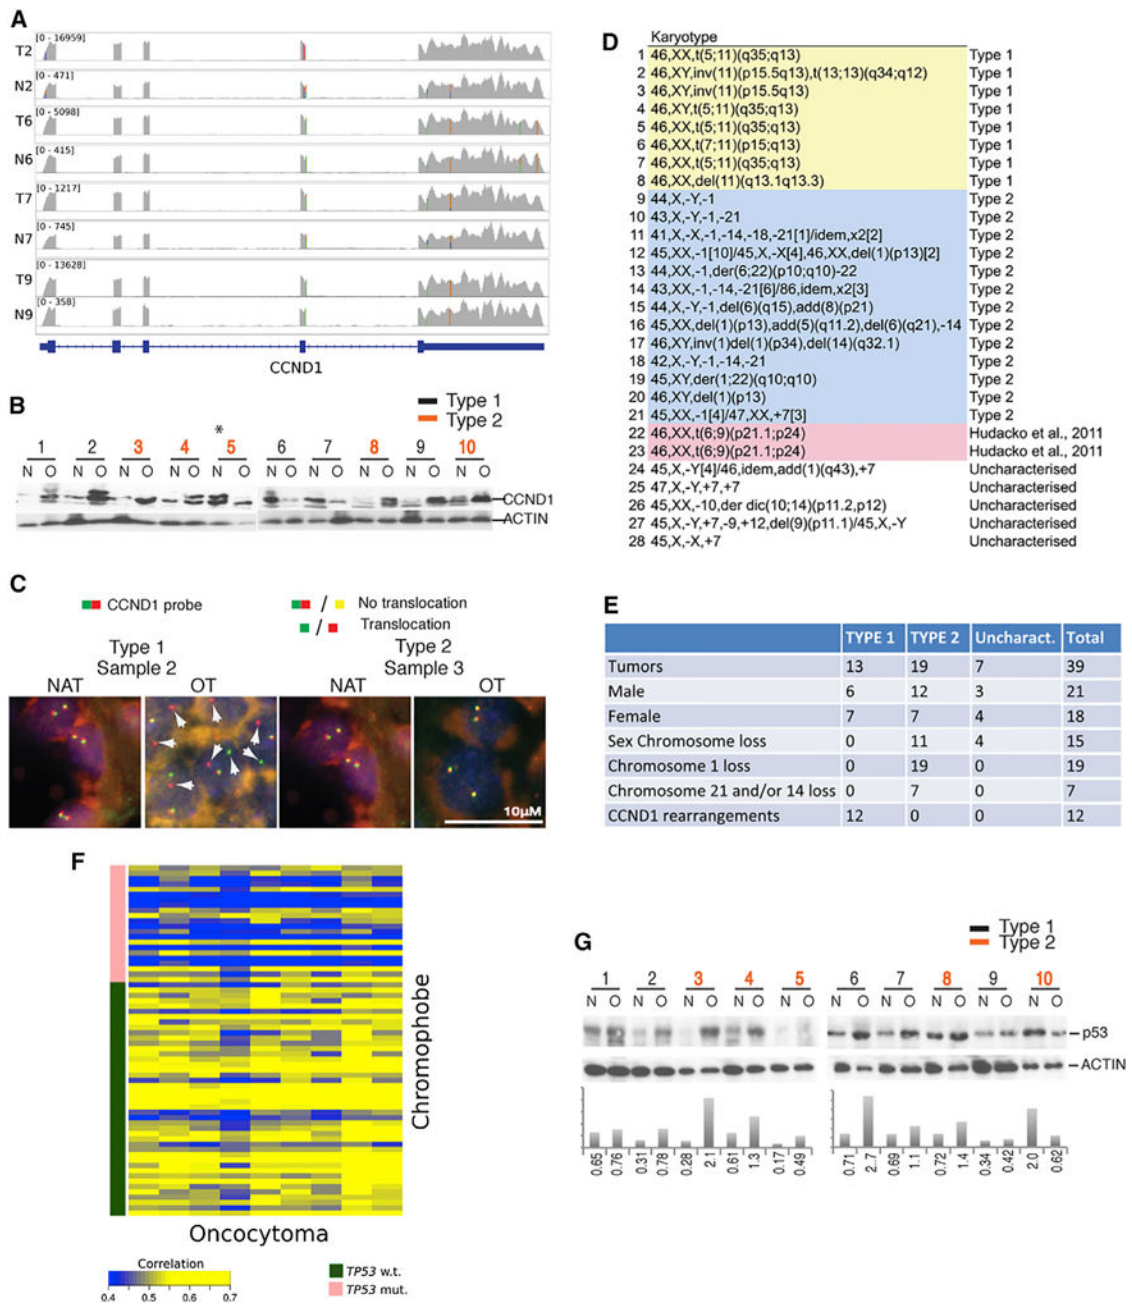 A
T2 [0 - 16959]
N2 [0 - 471]
T6 [0 - 5098]
N6 [0 - 415]
T7 [0 - 1217]
N7 [0 - 745]
T9 [0 - 13628]
N9 [0 - 358]
CCND1
B
Type 1
Type 2
*
1 2 3 4 5 6 7 8 9 10
N O N O N O N O N O N O N O N O N O N O
CCND1
ACTIN
C
CCND1 probe
/ No translocation
/ Translocation
Type 1 Type 2
Sample 2 Sample 3
NAT OT NAT OT
10µM
D
Karyotype
1 46,XX,t(5;11)(q35;q13) Type 1
2 46,XY,inv(11)(p15.5q13),t(13;13)(q34;q12) Type 1
3 46,XY,inv(11)(p15.5q13) Type 1
4 46,XY,t(5;11)(q35;q13) Type 1
5 46,XX,t(5;11)(q35;q13) Type 1
6 46,XX,t(7;11)(p15;q13) Type 1
7 46,XX,t(5;11)(q35;q13) Type 1
8 46,XX,del(11)(q13.1q13.3) Type 1
9 44,X,-Y,-1 Type 2
10 43,X,-Y,-1,-21 Type 2
11 41,X,-X,-1,-14,-18,-21[1]/idem,x2[2] Type 2
12 45,XX,-1[10]/45,X,-X[4],46,XX,del(1)(p13)[2] Type 2
13 44,XX,-1,der(6;22)(p10;q10)-22 Type 2
14 43,XX,-1,-14,-21[6]/86,idem,x2[3] Type 2
15 44,X,-Y,-1,del(6)(q15),add(8)(p21) Type 2
16 45,XX,del(1)(p13),add(5)(q11.2),del(6)(q21),-14 Type 2
17 46,XY,inv(1)del(1)(p34),del(14)(q32.1) Type 2
18 42,X,-Y,-1,-14,-21 Type 2
19 45,XY,der(1;22)(q10;q10) Type 2
20 46,XY,del(1)(p13) Type 2
21 45,XX,-1[4]/47,XX,+7[3] Type 2
22 46,XX,t(6;9)(p21.1;p24) Hudacko et al., 2011
23 46,XX,t(6;9)(p21.1;p24) Hudacko et al., 2011
24 45,X,-Y[4]/46,idem,add(1)(q43),+7 Uncharacterised
25 47,X,-Y,+7,+7 Uncharacterised
26 45,XX,-10,der dic(10;14)(p11.2,p12) Uncharacterised
27 45,X,-Y,+7,-9,+12,del(9)(p11.1)/45,X,-Y Uncharacterised
28 45,X,-X,+7 Uncharacterised
E
TYPE 1 TYPE 2 Uncharact. Total
Tumors 13 19 7 39
Male 6 12 3 21
Female 7 7 4 18
Sex Chromosome loss 0 11 4 15
Chromosome 1 loss 0 19 0 19
Chromosome 21 and/or 14 loss 0 7 0 7
CCND1 rearrangements 12 0 0 12
F
Chromophobe
Oncocytoma
Correlation
0.4 0.5 0.6 0.7
TP53 w.t.
TP53 mut.
G
Type 1
Type 2
1 2 3 4 5 6 7 8 9 10
N O N O N O N O N O N O N O N O N O N O
p53
ACTIN
0.65 0.76 0.31 0.78 0.28 2.1 0.61 1.3 0.17 0.49 0.71 2.7 0.69 1.1 0.72 1.4 0.34 0.42 2.0 0.62